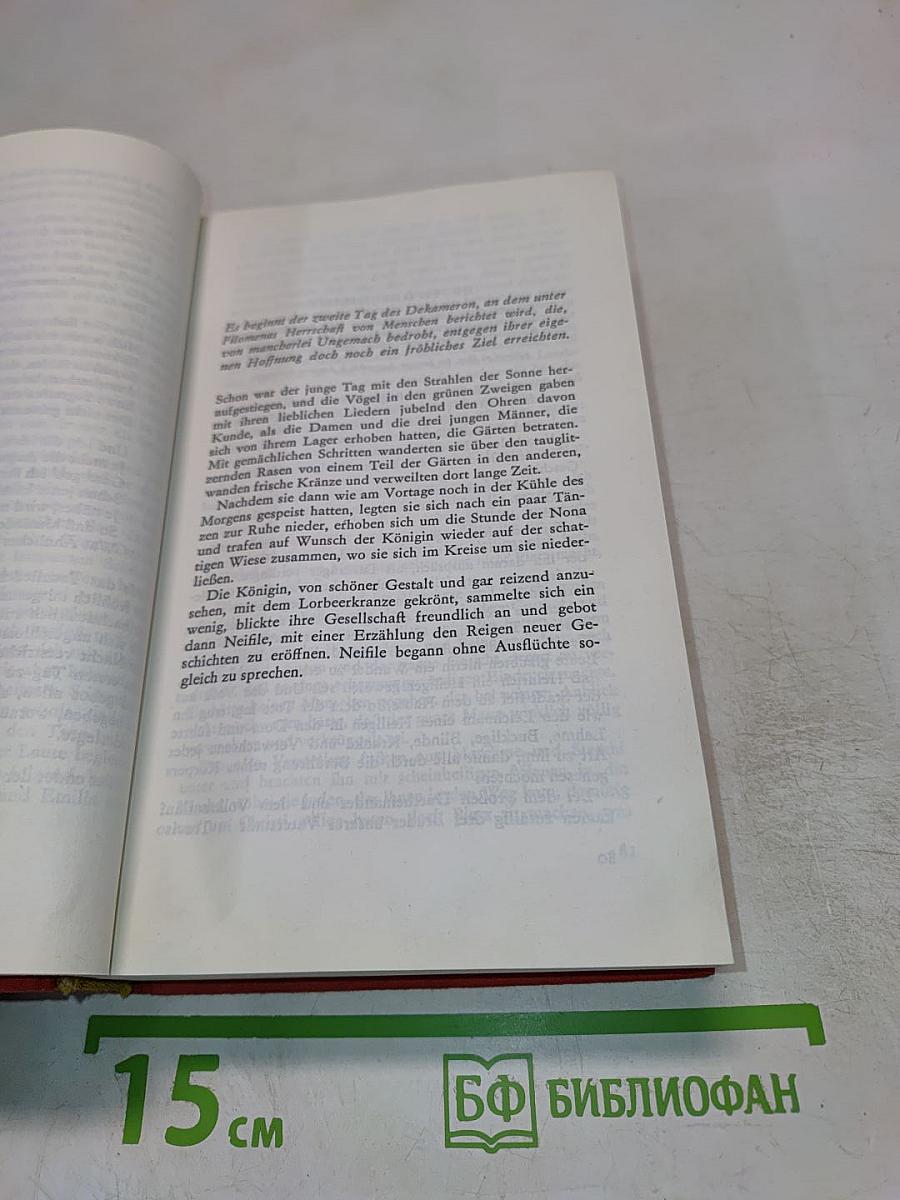 Es beginnt der zweite Tag des Dekameron, an dem unter
Filomenas Herrschaft von Menschen berichtet wird, die,
von mancherlei Ungemach bedroht, entgegen ihrer eige-
nen Hoffnung doch noch ein fröhliches Ziel erreichten.
Schon war der junge Tag mit den Strahlen der Sonne her-
aufgestiegen, und die Vögel in den grünen Zweigen gaben
mit ihren lieblichen Liedern jubelnd den Ohren davon
Kunde, als die Damen und die drei jungen Männer, die
sich von ihrem Lager erhoben hatten, die Gärten betraten.
Mit gemächlichen Schritten wanderten sie über den tauglit-
zernden Rasen von einem Teil der Gärten in den anderen,
wanden frische Kränze und verweilten dort lange Zeit.
Nachdem sie dann wie am Vortage noch in der Kühle des
Morgens gespeist hatten, legten sie sich nach ein paar Tän-
zen zur Ruhe nieder, erhoben sich um die Stunde der Nona
und trafen auf Wunsch der Königin wieder auf der schat-
tigen Wiese zusammen, wo sie sich im Kreise um sie nieder-
ließen.
Die Königin, von schöner Gestalt und gar reizend anzu-
sehen, mit dem Lorbeerkranze gekrönt, sammelte sich ein
wenig, blickte ihre Gesellschaft freundlich an und gebot
dann Neifile, mit einer Erzählung den Reigen neuer Ge-
schichten zu eröffnen. Neifile begann ohne Ausflüchte so-
gleich zu sprechen.
15 см
БФ БИБЛИОФАН